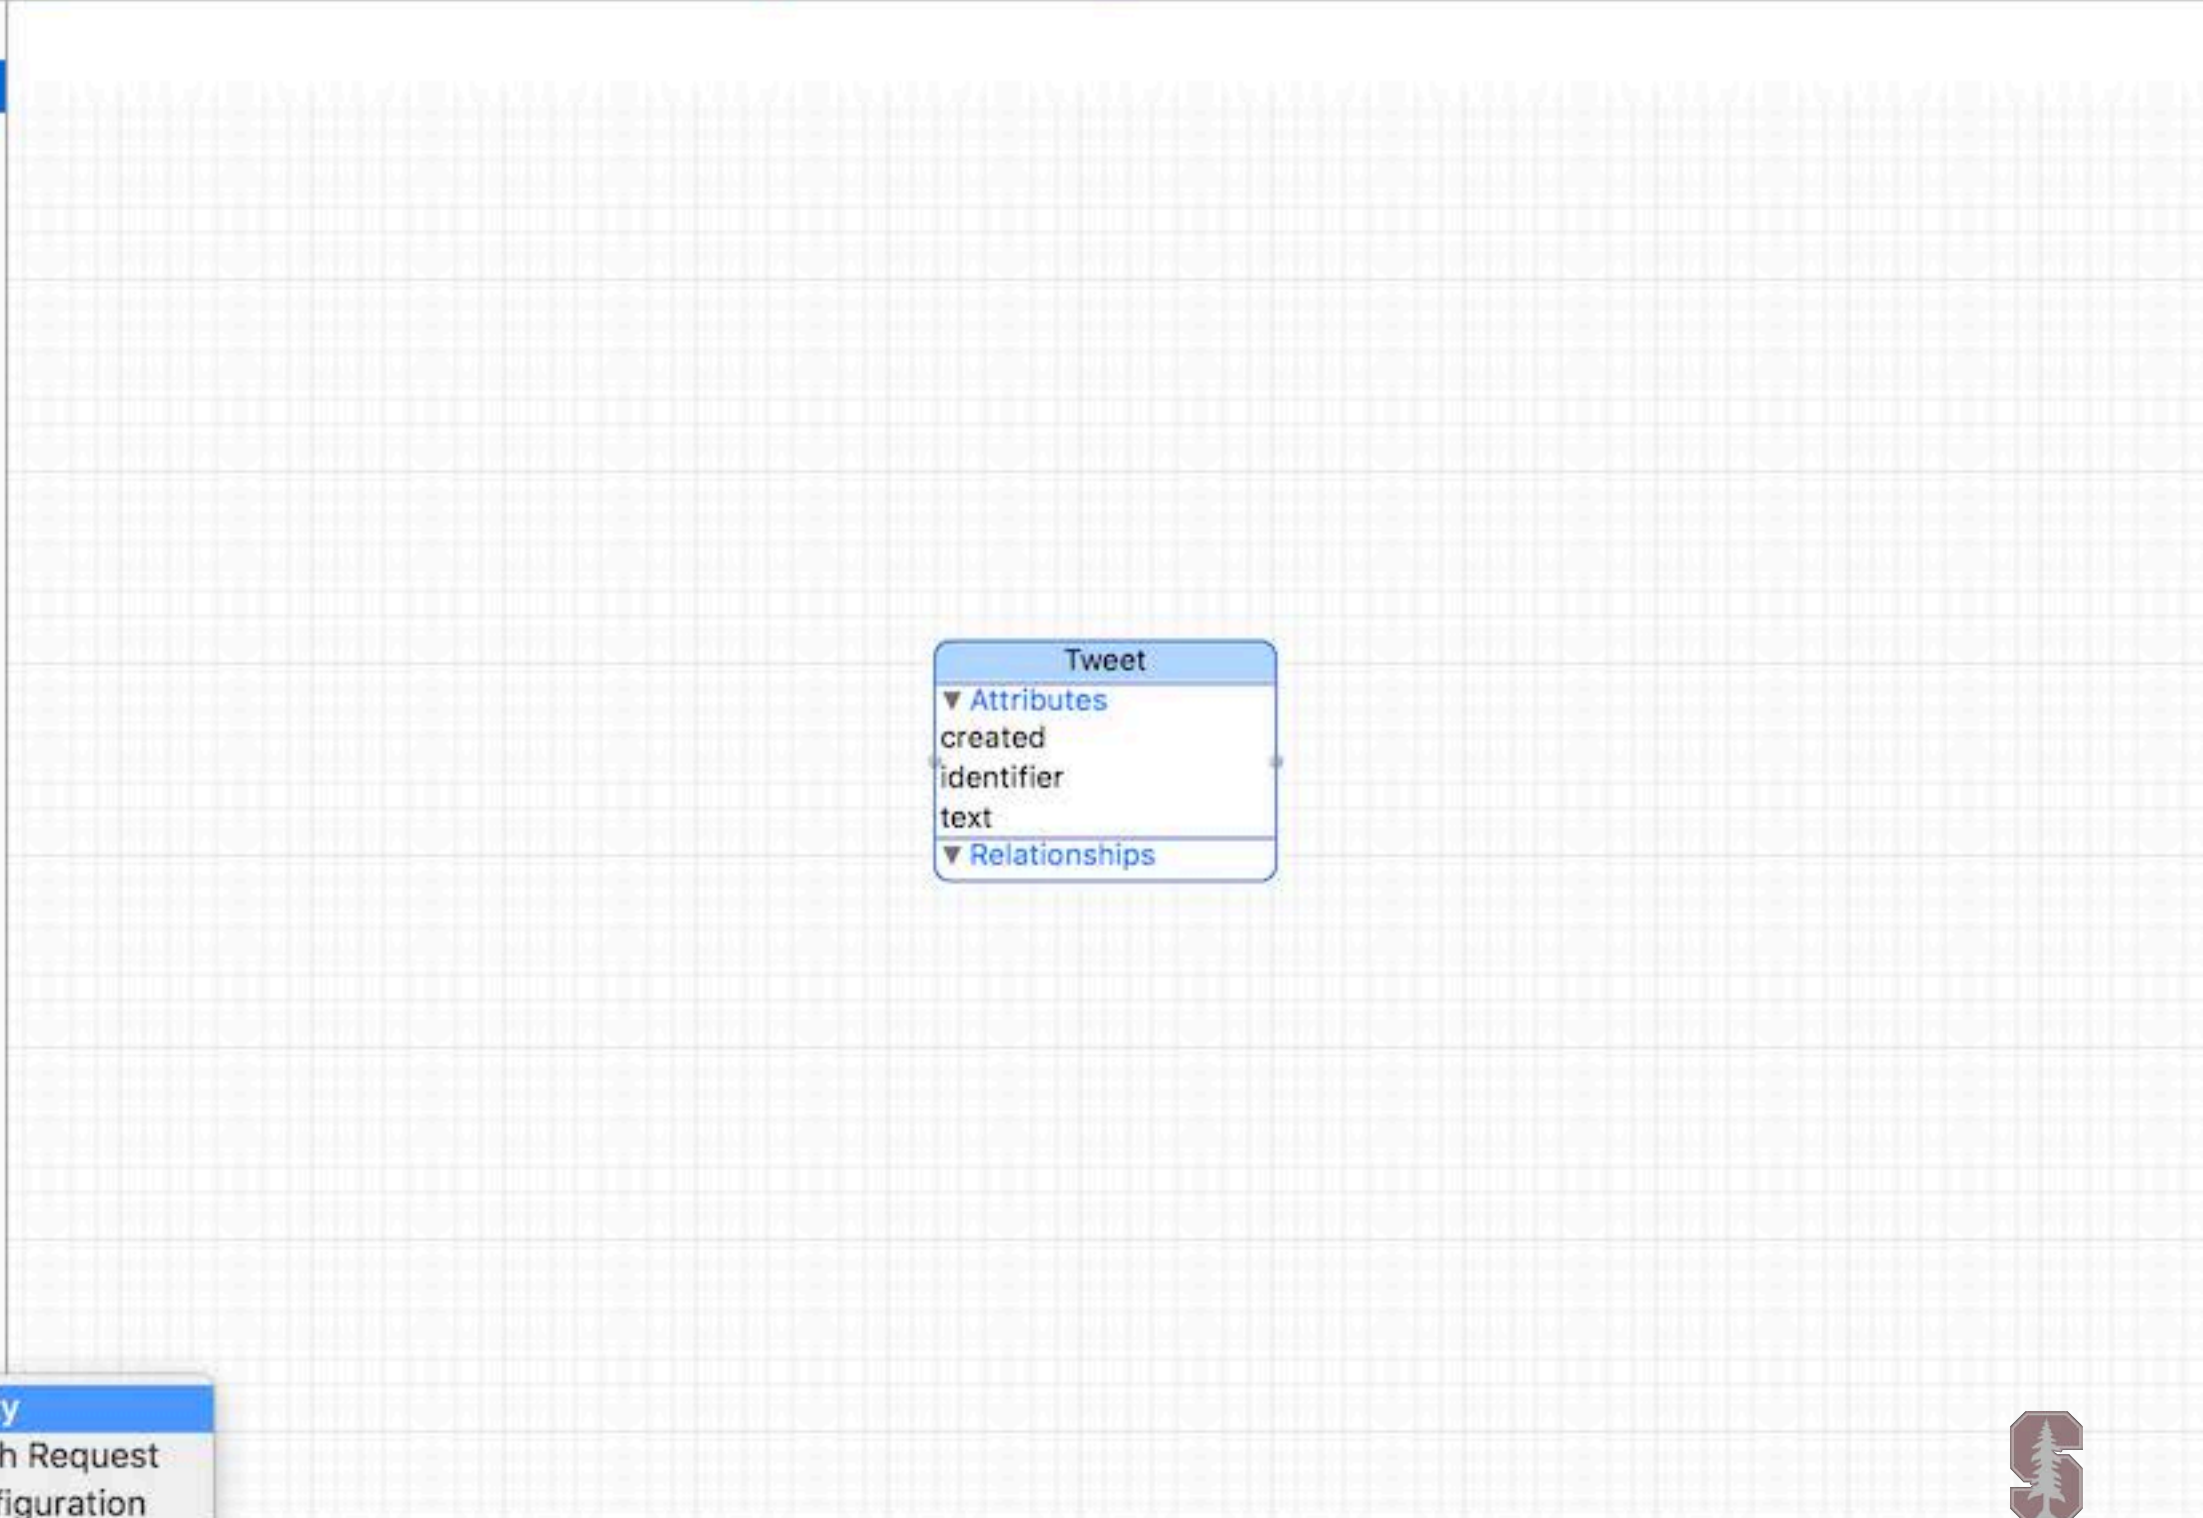 Tweet
▼ Attributes
created
identifier
text
▼ Relationships
y
h Request
figuration